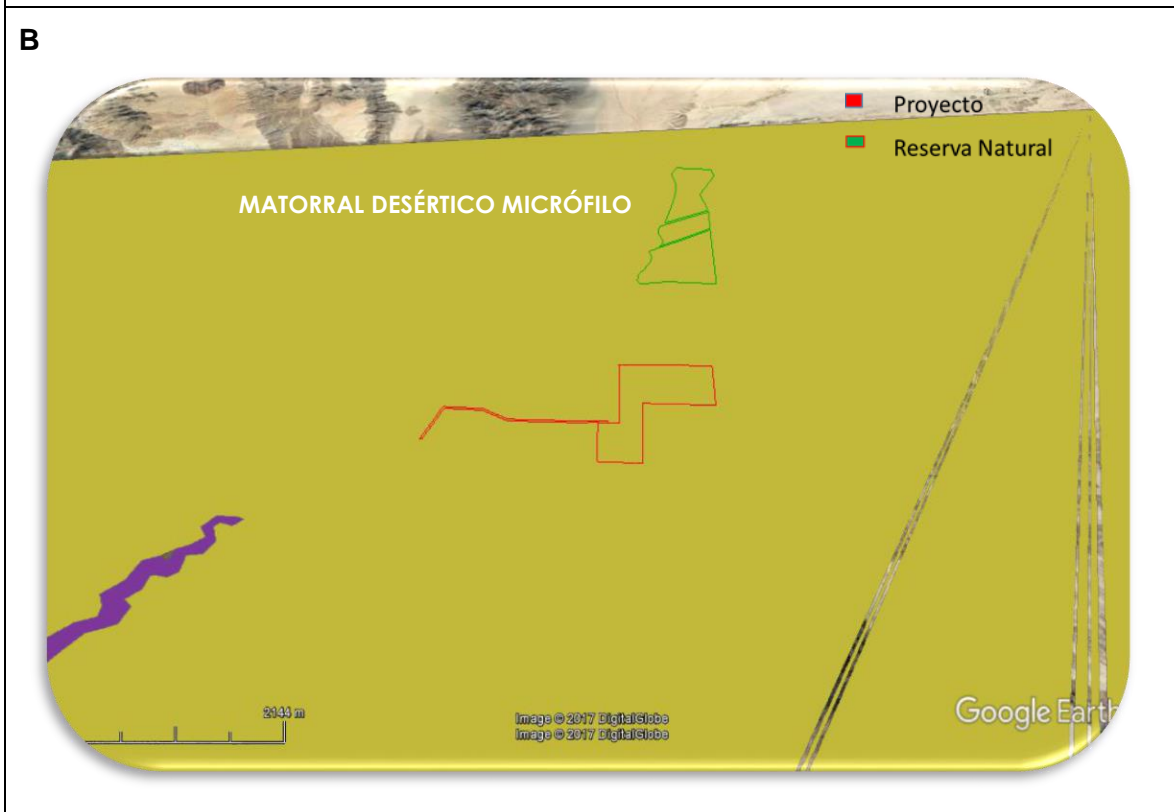 B
Proyecto
Reserva Natural
MATORRAL DESÉRTICO MICRÓFILO
2144 m
Image © 2017 DigitalGlobe
Image © 2017 DigitalGlobe
Google Earth